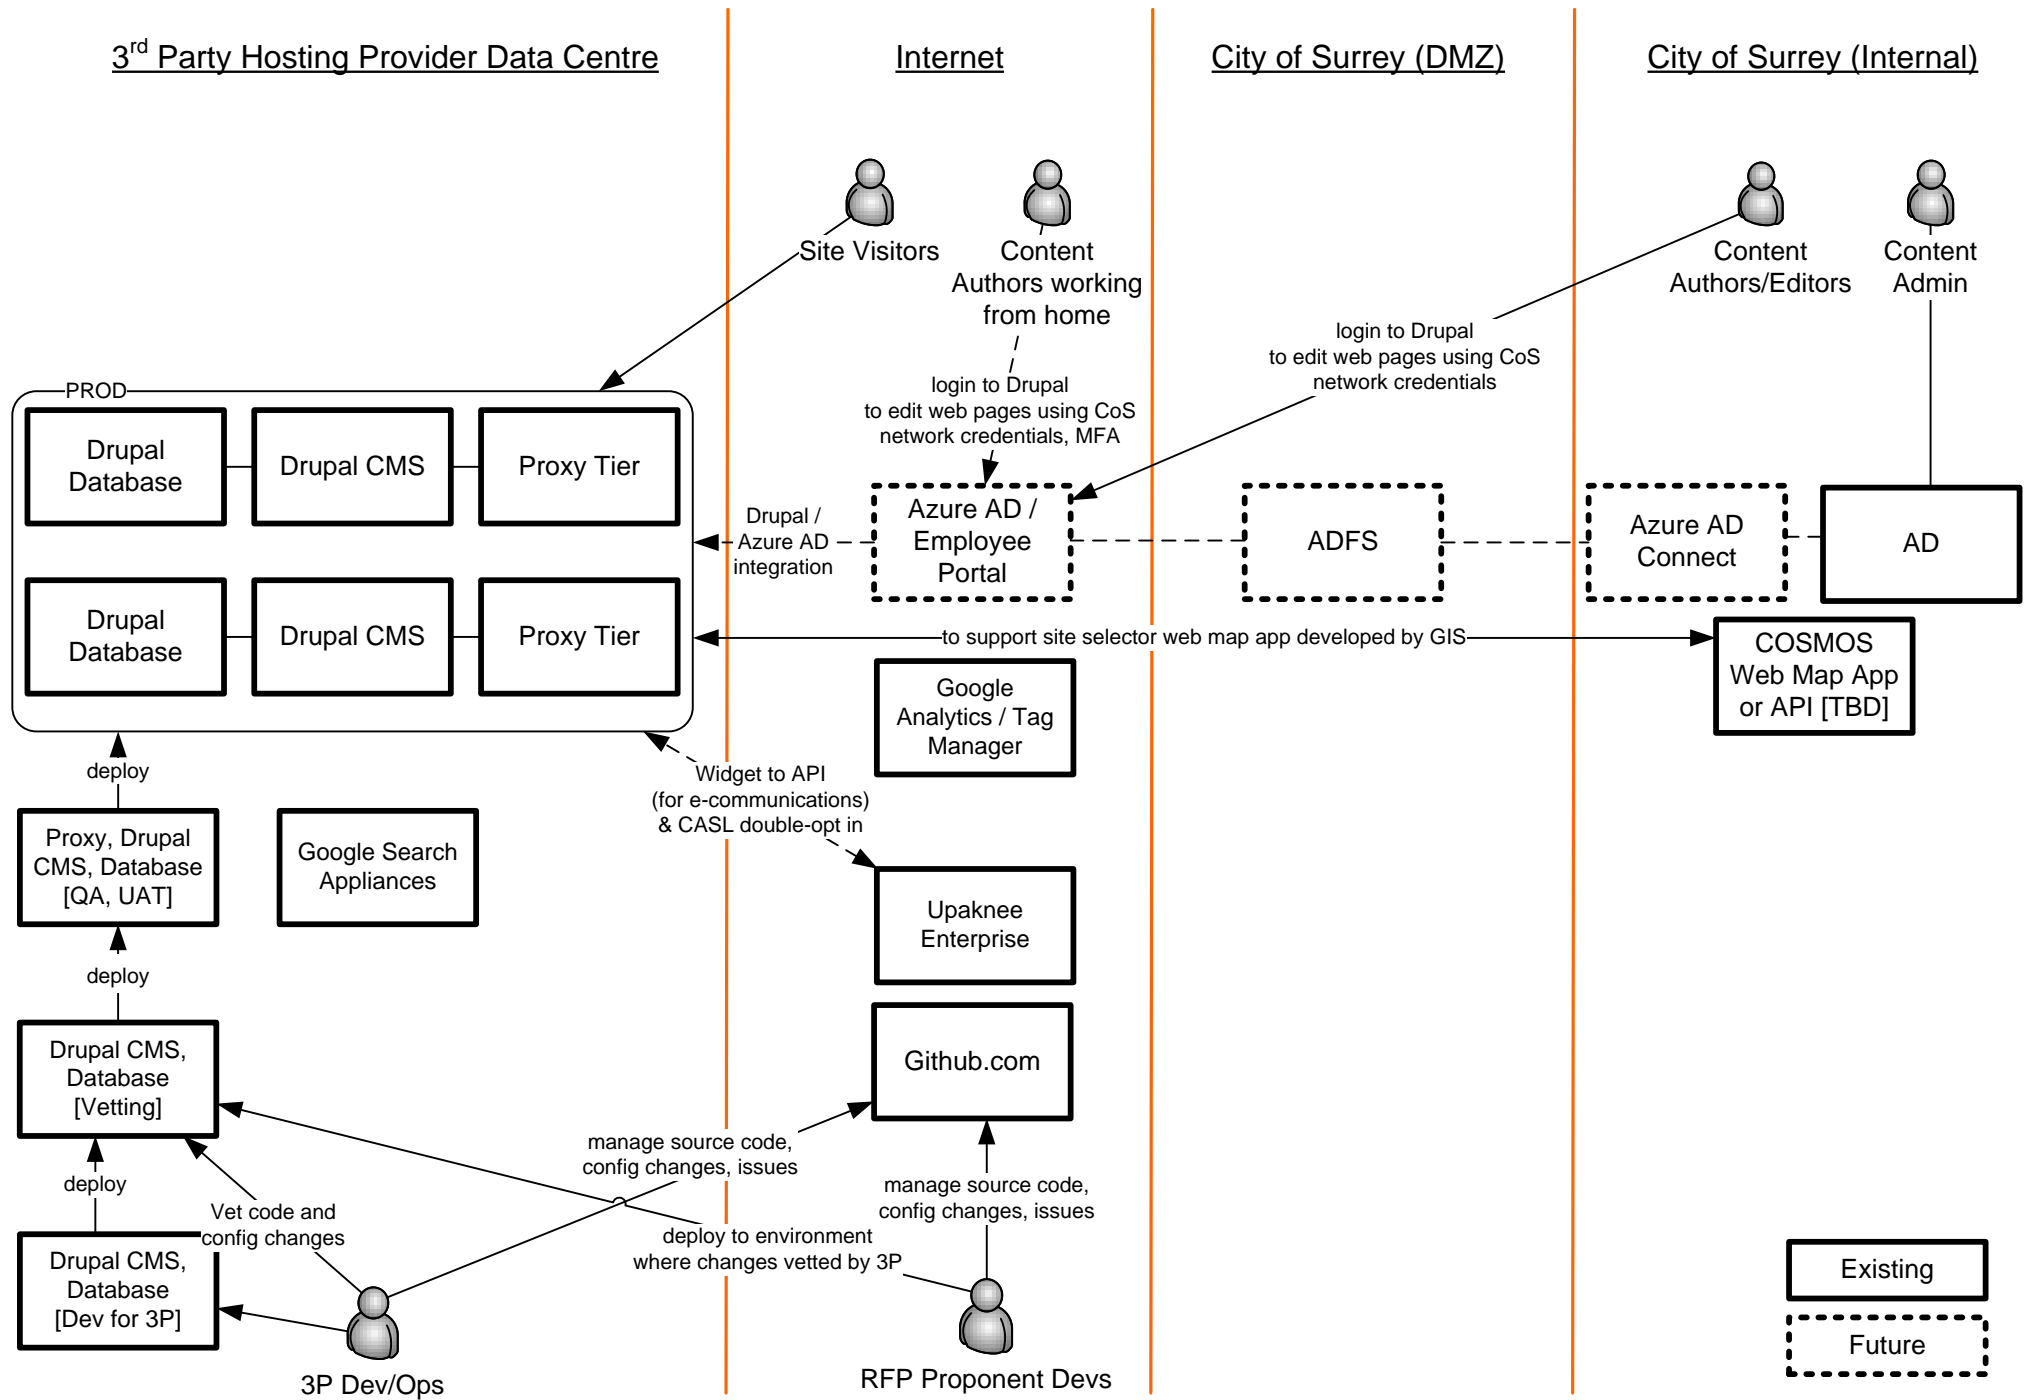 3rd Party Hosting Provider Data Centre
Internet
City of Surrey (DMZ)
City of Surrey (Internal)
Site Visitors
Content
Authors working
from home
Content
Authors/Editors
Content
Admin
login to Drupal
to edit web pages using CoS
network credentials
login to Drupal
to edit web pages using CoS
network credentials, MFA
PROD
Drupal
Database
Drupal CMS
Proxy Tier
Drupal /
Azure AD
integration
Azure AD /
Employee
Portal
ADFS
Azure AD
Connect
AD
Drupal
Database
Drupal CMS
Proxy Tier
to support site selector web map app developed by GIS
COSMOS
Web Map App
or API [TBD]
Google
Analytics / Tag
Manager
deploy
Widget to API
(for e-communications)
& CASL double-opt in
Proxy, Drupal
CMS, Database
[QA, UAT]
Google Search
Appliances
Upaknee
Enterprise
deploy
Drupal CMS,
Database
[Vetting]
Github.com
manage source code,
config changes, issues
manage source code,
config changes, issues
deploy
Vet code and
config changes
deploy to environment
where changes vetted by 3P
Drupal CMS,
Database
[Dev for 3P]
3P Dev/Ops
RFP Proponent Devs
Existing
Future